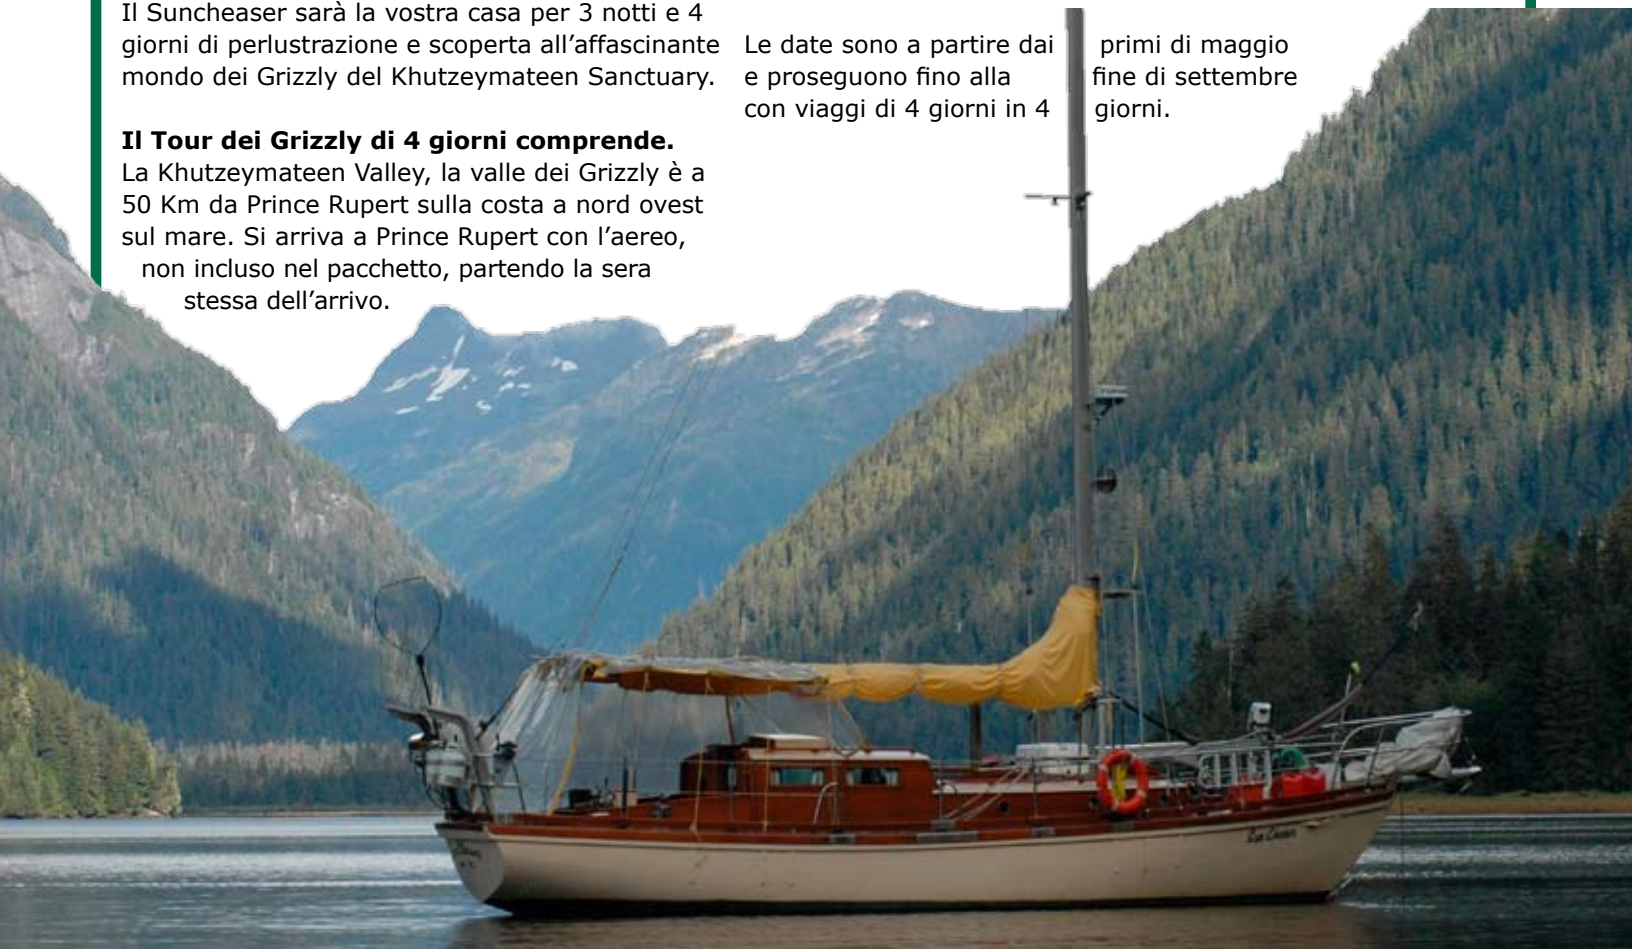 Il Suncheaser sarà la vostra casa per 3 notti e 4
giorni di perlustrazione e scoperta all’affascinante
mondo dei Grizzly del Khutzeymateen Sanctuary.
Il Tour dei Grizzly di 4 giorni comprende.
La Khutzeymateen Valley, la valle dei Grizzly è a
50 Km da Prince Rupert sulla costa a nord ovest
sul mare. Si arriva a Prince Rupert con l’aereo,
non incluso nel pacchetto, partendo la sera
stessa dell’arrivo.
Le date sono a partire dai primi di maggio
e proseguono fino alla fine di settembre
con viaggi di 4 giorni in 4 giorni.
Sun Chaser